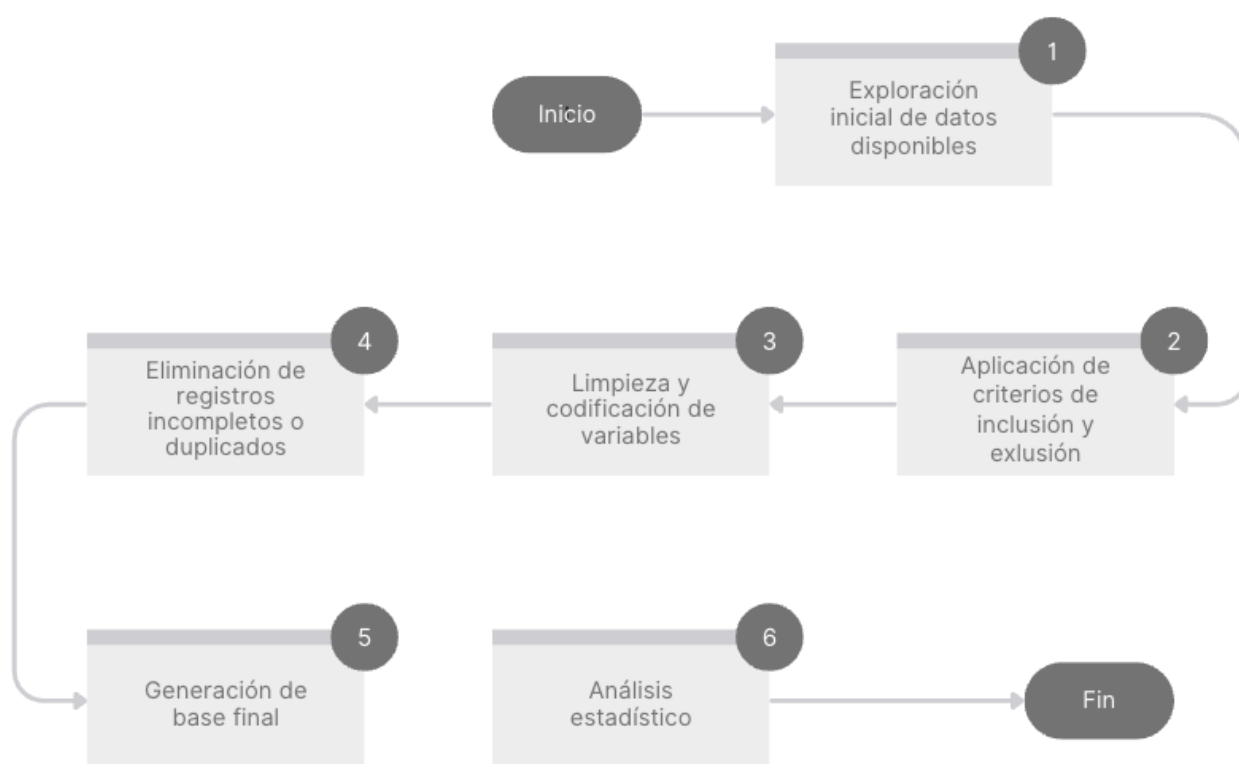 Inicio
1
Exploración
inicial de datos
disponibles
2
Aplicación de
criterios de
inclusión y
exlusión
3
Limpieza y
codificación de
variables
4
Eliminación de
registros
incompletos o
duplicados
5
Generación de
base final
6
Análisis
estadístico
Fin